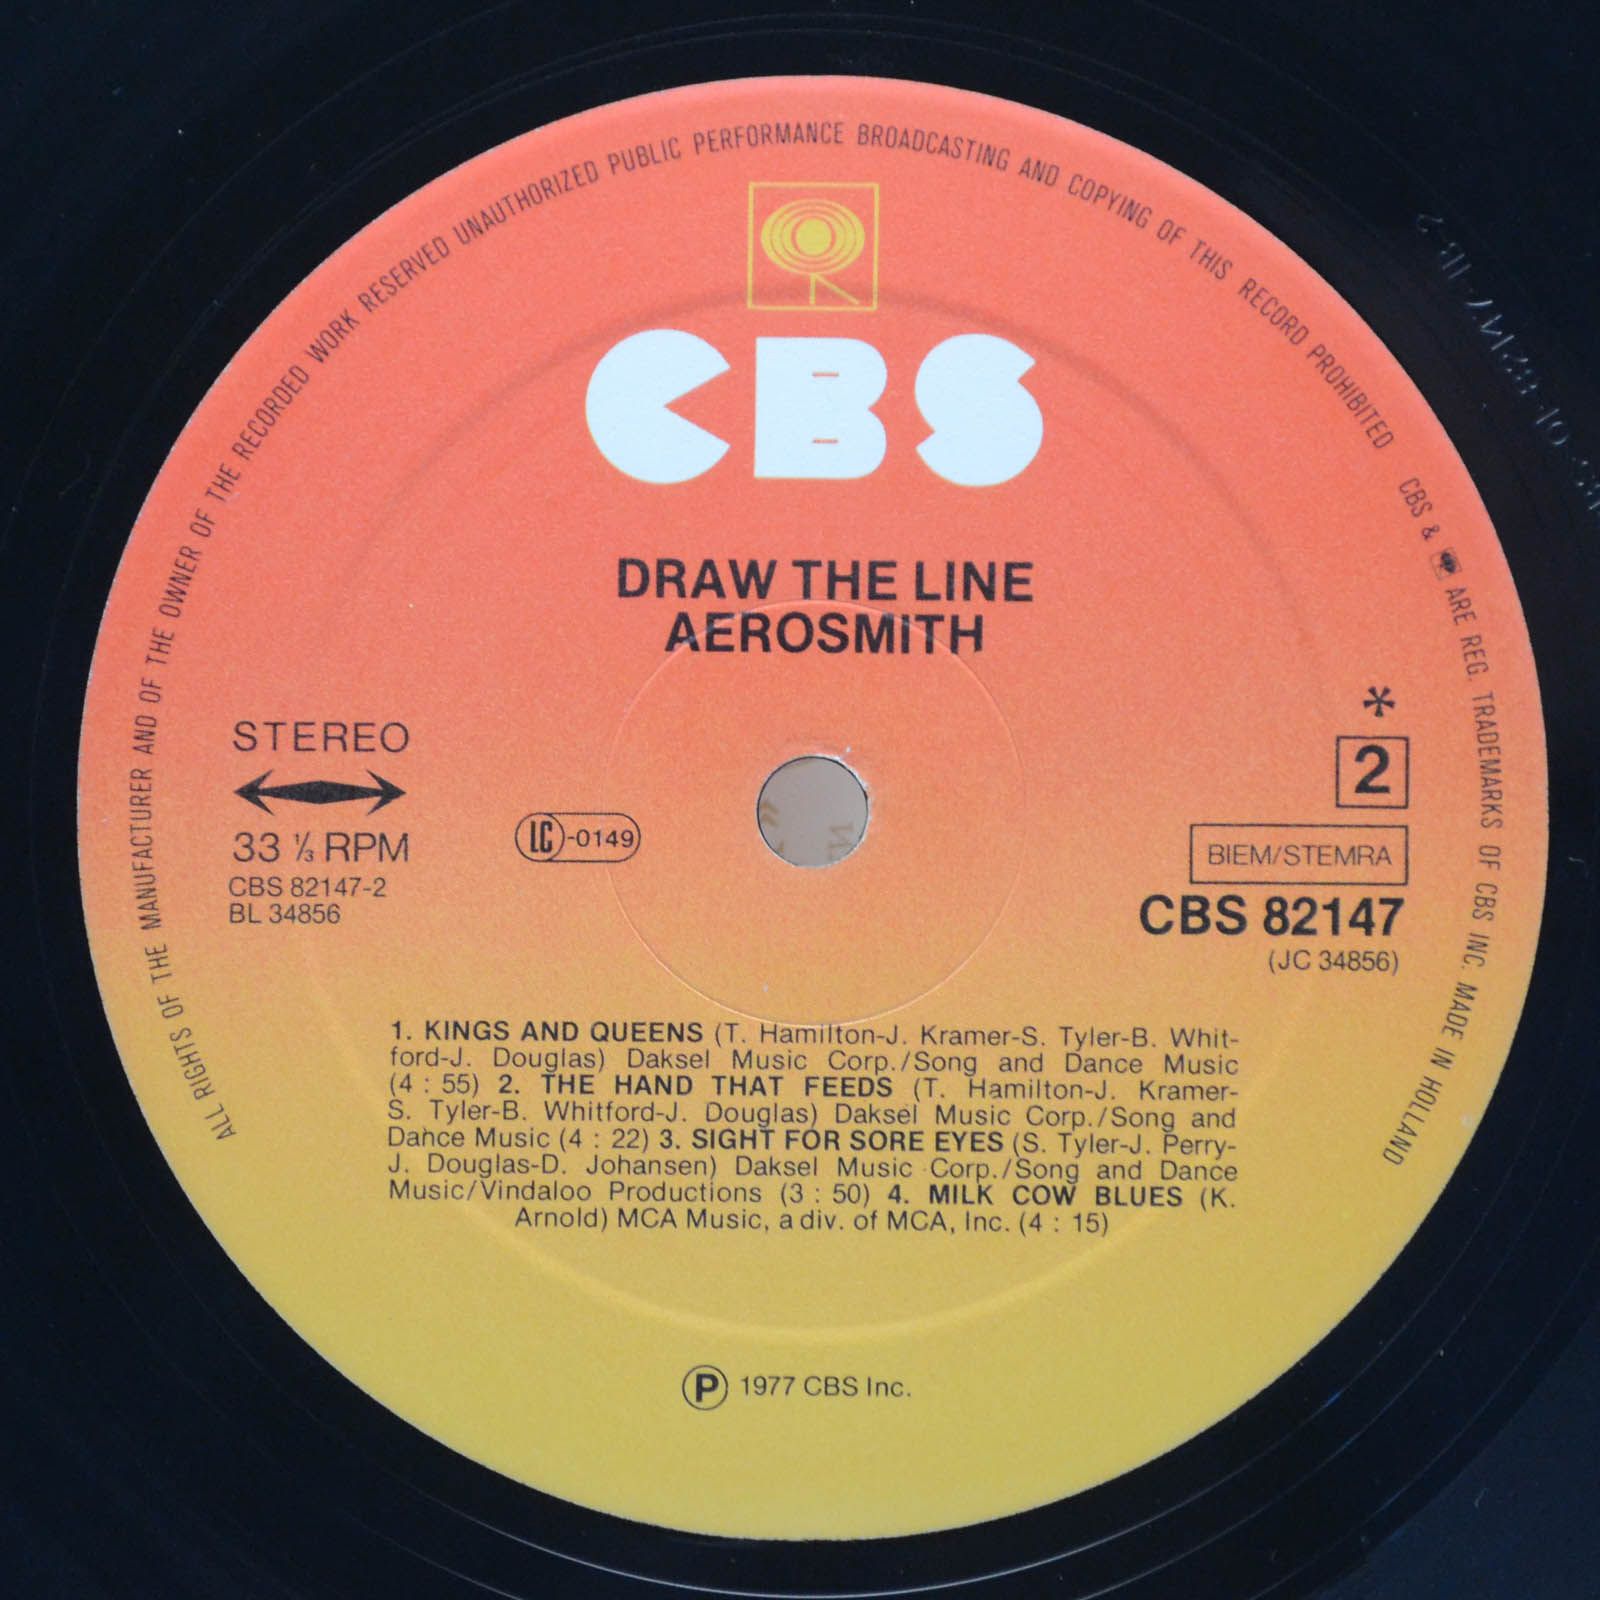 ALL RIGHTS OF THE MANUFACTURER AND OF THE OWNER OF THE RECORDED WORK RESERVED UNAUTHORIZED PUBLIC PERFORMANCE BROADCASTING AND COPYING OF THIS RECORD PROHIBITED
CBS & ARE REG. TRADEMARKS OF CBS INC. MADE IN HOLLAND
CBS
DRAW THE LINE
AEROSMITH
STEREO
33 ⅓ RPM
CBS 82147-2
BL 34856
LC-0149
*
2
BIEM/STEMRA
CBS 82147
(JC 34856)
1. KINGS AND QUEENS (T. Hamilton-J. Kramer-S. Tyler-B. Whit-
ford-J. Douglas) Daksel Music Corp./Song and Dance Music
(4 : 55) 2. THE HAND THAT FEEDS (T. Hamilton-J. Kramer-
S. Tyler-B. Whitford-J. Douglas) Daksel Music Corp./Song and
Dance Music (4 : 22) 3. SIGHT FOR SORE EYES (S. Tyler-J. Perry-
J. Douglas-D. Johansen) Daksel Music Corp./Song and Dance
Music/Vindaloo Productions (3 : 50) 4. MILK COW BLUES (K.
Arnold) MCA Music, a div. of MCA, Inc. (4 : 15)
Ⓟ 1977 CBS Inc.